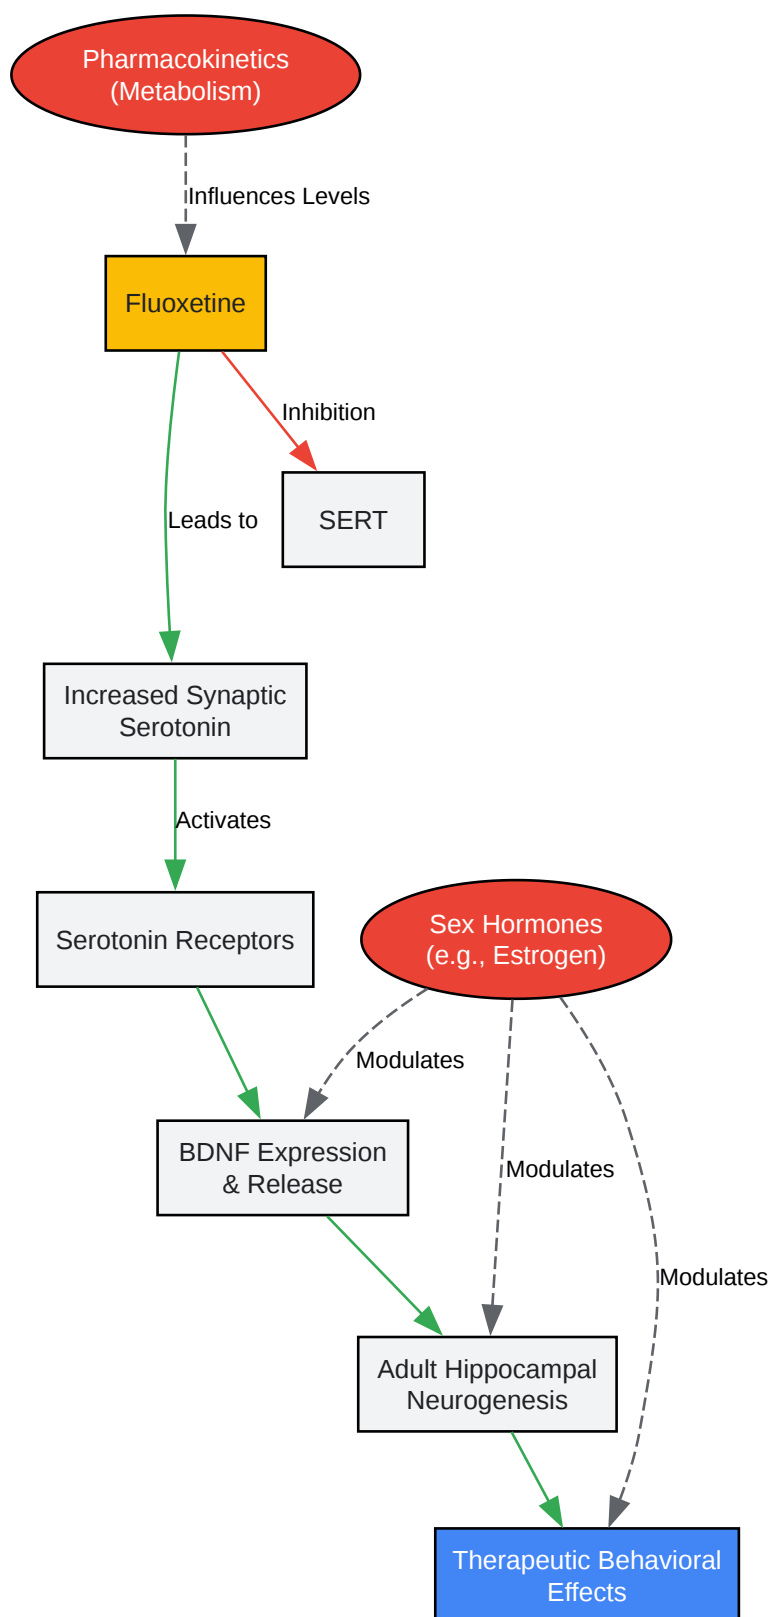 Pharmacokinetics
(Metabolism)
Influences Levels
Fluoxetine
Inhibition
SERT
Leads to
Increased Synaptic
Serotonin
Activates
Serotonin Receptors
Sex Hormones
(e.g., Estrogen)
Modulates
BDNF Expression
& Release
Modulates
Modulates
Adult Hippocampal
Neurogenesis
Therapeutic Behavioral
Effects